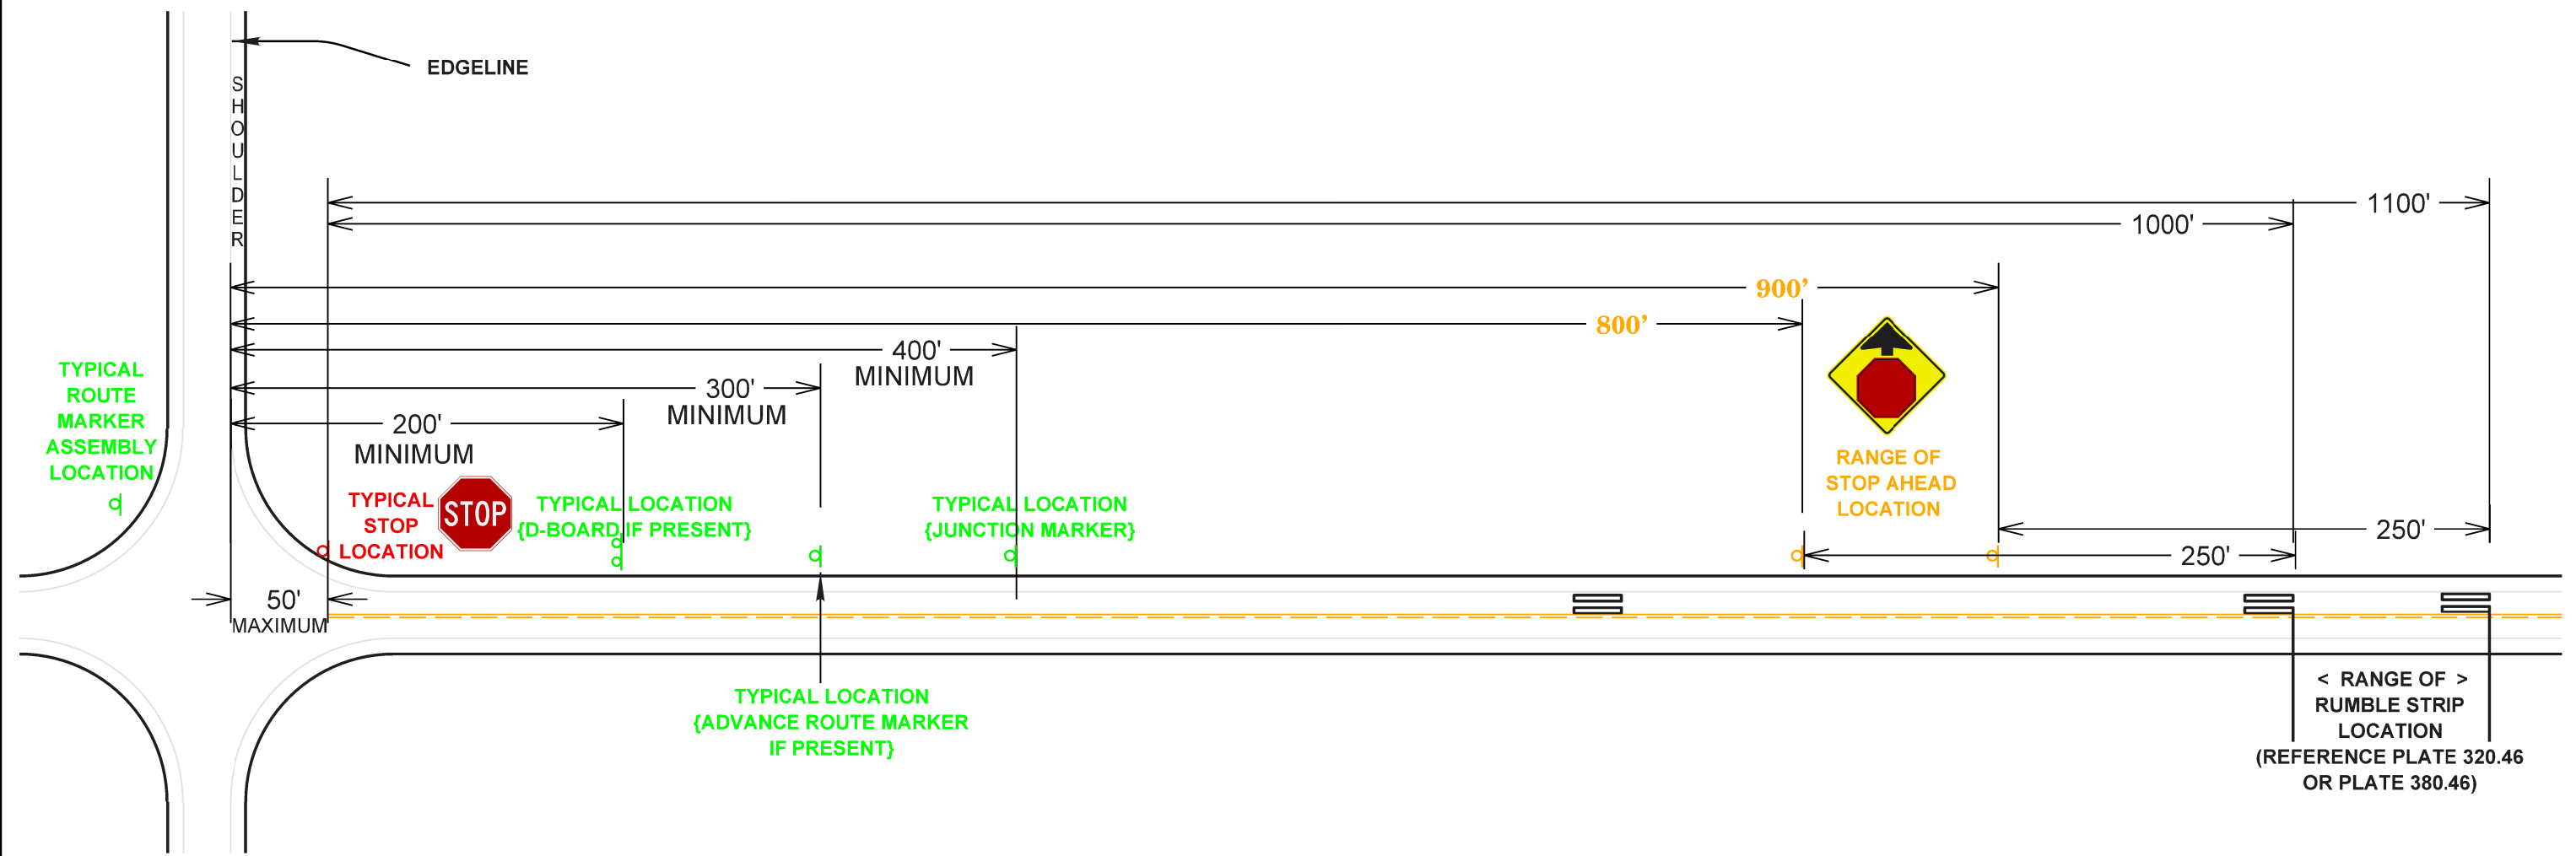 EDGELINE
SHOULDER
1100'
1000'
900’
800’
400'
MINIMUM
300'
MINIMUM
200'
MINIMUM
TYPICAL
ROUTE
MARKER
ASSEMBLY
LOCATION
TYPICAL
STOP
LOCATION
STOP
TYPICAL LOCATION
{D-BOARD IF PRESENT}
TYPICAL LOCATION
{JUNCTION MARKER}
RANGE OF
STOP AHEAD
LOCATION
250'
250'
50'
MAXIMUM
TYPICAL LOCATION
{ADVANCE ROUTE MARKER
IF PRESENT}
< RANGE OF >
RUMBLE STRIP
LOCATION
(REFERENCE PLATE 320.46
OR PLATE 380.46)